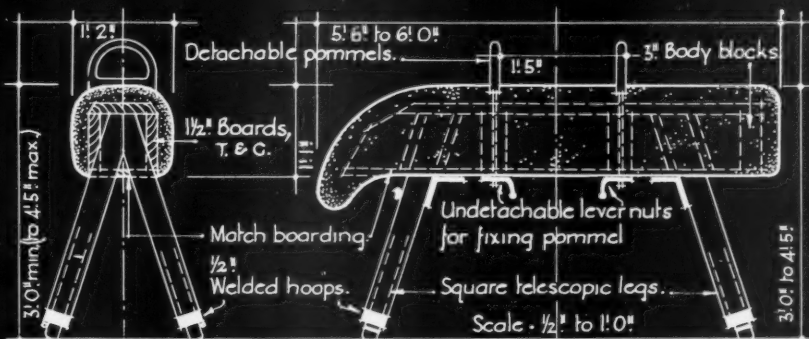 1'. 2"
5'. 6" to 6'. 0"
Detachable pommels.
1'. 5"
3" Body blocks
1½" Boards,
T. & G.
1'. 1"
3'. 0" min. (to 4'. 5" max.)
Match boarding.
Undetachable lever nuts
for fixing pommel
½"
Welded hoops.
Square telescopic legs.
Scale · ½" to 1'. 0"
3'. 0" to 4'. 5"